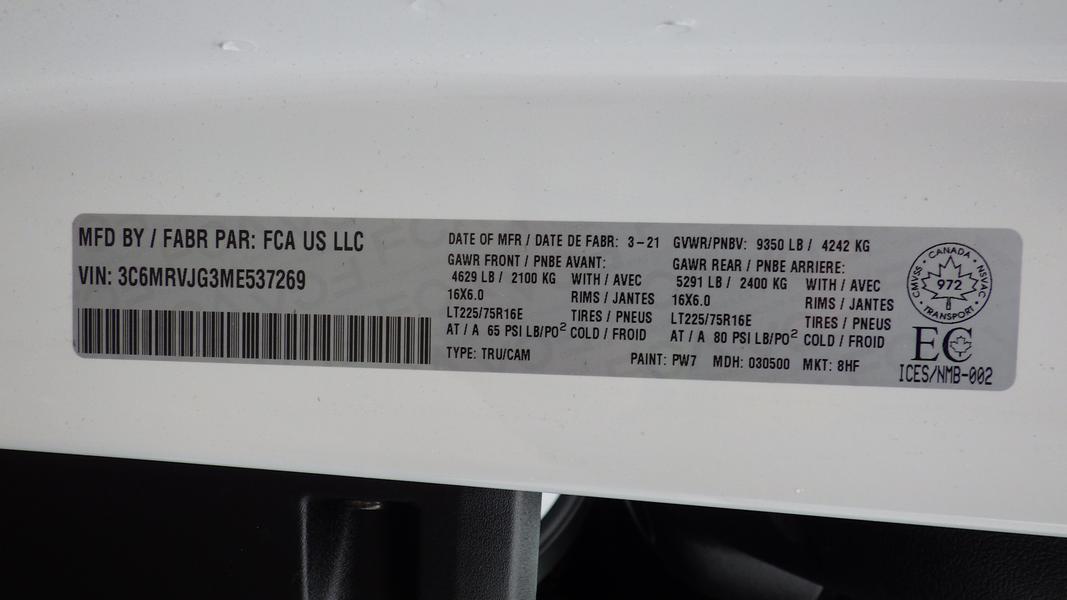 MFD BY / FABR PAR: FCA US LLC
VIN: 3C6MRVJG3ME537269
DATE OF MFR / DATE DE FABR: 3-21 GVWR/PNBV: 9350 LB / 4242 KG
GAWR FRONT / PNBE AVANT:
4629 LB / 2100 KG WITH / AVEC
16X6.0 RIMS / JANTES
LT225/75R16E TIRES / PNEUS
AT / A 65 PSI LB/PO² COLD / FROID
GAWR REAR / PNBE ARRIERE:
5291 LB / 2400 KG WITH / AVEC
16X6.0 RIMS / JANTES
LT225/75R16E TIRES / PNEUS
AT / A 80 PSI LB/PO² COLD / FROID
TYPE: TRU/CAM PAINT: PW7 MDH: 030500 MKT: 8HF
CMVSS • CANADA • NSVAC • TRANSPORT •
972
EC
ICES/NMB-002